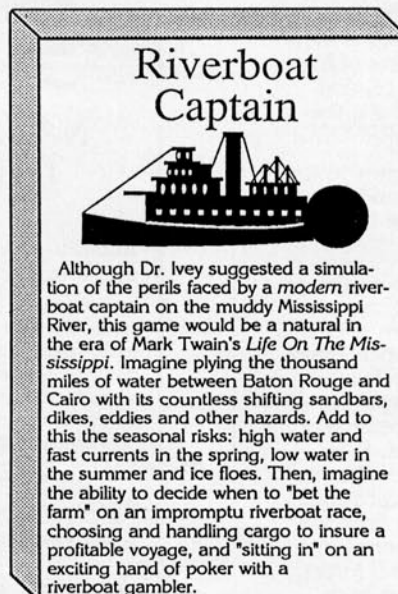 Riverboat
Captain
Although Dr. Ivey suggested a simula-
tion of the perils faced by a modern river-
boat captain on the muddy Mississippi
River, this game would be a natural in
the era of Mark Twain's Life On The Mis-
sissippi. Imagine plying the thousand
miles of water between Baton Rouge and
Cairo with its countless shifting sandbars,
dikes, eddies and other hazards. Add to
this the seasonal risks: high water and
fast currents in the spring, low water in
the summer and ice floes. Then, imagine
the ability to decide when to "bet the
farm" on an impromptu riverboat race,
choosing and handling cargo to insure a
profitable voyage, and "sitting in" on an
exciting hand of poker with a
riverboat gambler.